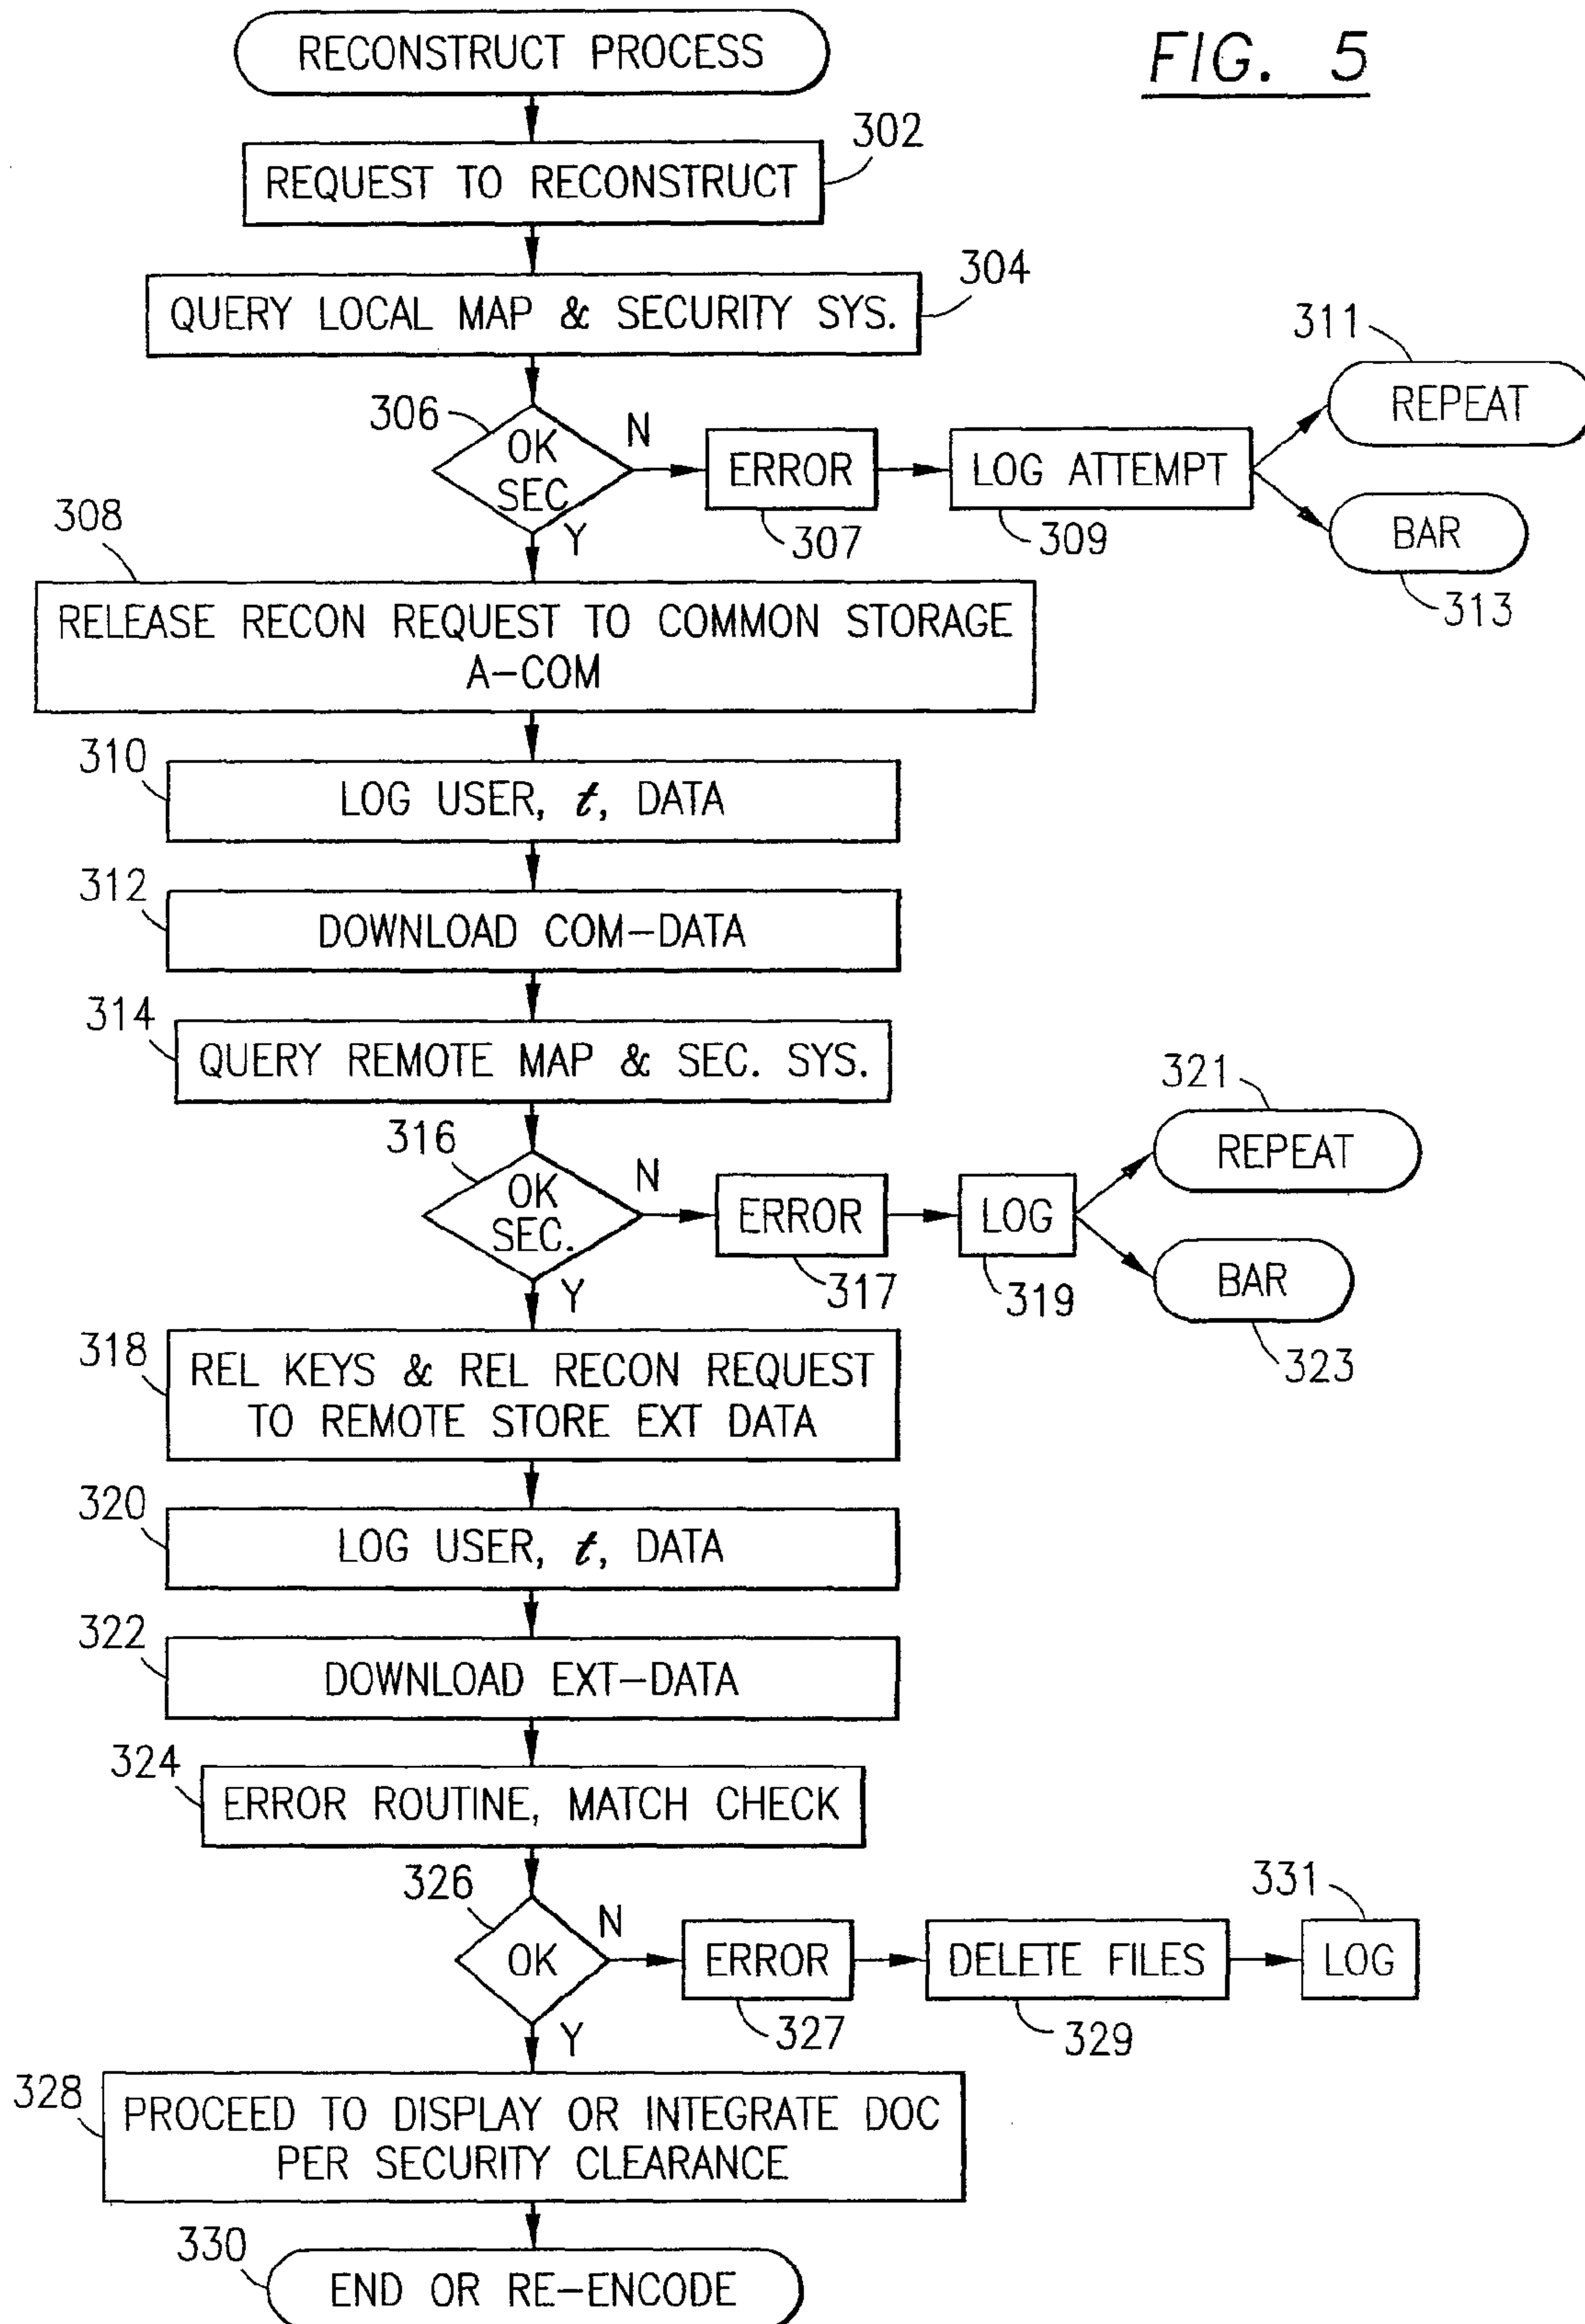 RECONSTRUCT PROCESS
FIG. 5
302
REQUEST TO RECONSTRUCT
304
QUERY LOCAL MAP & SECURITY SYS.
311
REPEAT
306
OK
SEC
N
ERROR
307
LOG ATTEMPT
309
BAR
313
Y
308
RELEASE RECON REQUEST TO COMMON STORAGE
A-COM
310
LOG USER, t, DATA
312
DOWNLOAD COM-DATA
314
QUERY REMOTE MAP & SEC. SYS.
321
REPEAT
316
OK
SEC.
N
ERROR
317
LOG
319
BAR
323
Y
318
REL KEYS & REL RECON REQUEST
TO REMOTE STORE EXT DATA
320
LOG USER, t, DATA
322
DOWNLOAD EXT-DATA
324
ERROR ROUTINE, MATCH CHECK
326
OK
N
ERROR
327
DELETE FILES
329
331
LOG
Y
328
PROCEED TO DISPLAY OR INTEGRATE DOC
PER SECURITY CLEARANCE
330
END OR RE-ENCODE